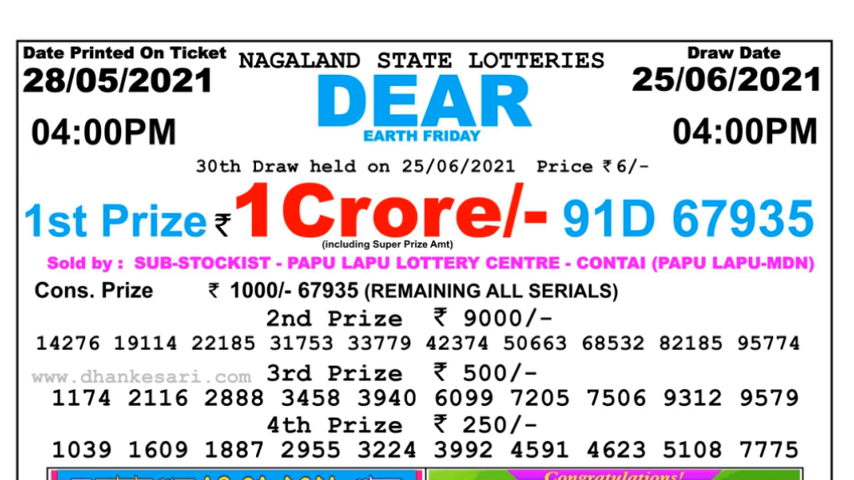 Date Printed On Ticket
28/05/2021
04:00PM
NAGALAND STATE LOTTERIES
DEAR
EARTH FRIDAY
Draw Date
25/06/2021
04:00PM
30th Draw held on 25/06/2021 Price ₹6/-
1st Prize ₹1Crore/- 91D 67935
(including Super Prize Amt)
Sold by : SUB-STOCKIST - PAPU LAPU LOTTERY CENTRE - CONTAI (PAPU LAPU-MDN)
Cons. Prize ₹ 1000/- 67935 (REMAINING ALL SERIALS)
2nd Prize ₹ 9000/-
14276 19114 22185 31753 33779 42374 50663 68532 82185 95774
www.dhankesari.com 3rd Prize ₹ 500/-
1174 2116 2888 3458 3940 6099 7205 7506 9312 9579
4th Prize ₹ 250/-
1039 1609 1887 2955 3224 3992 4591 4623 5108 7775
Congratulations!